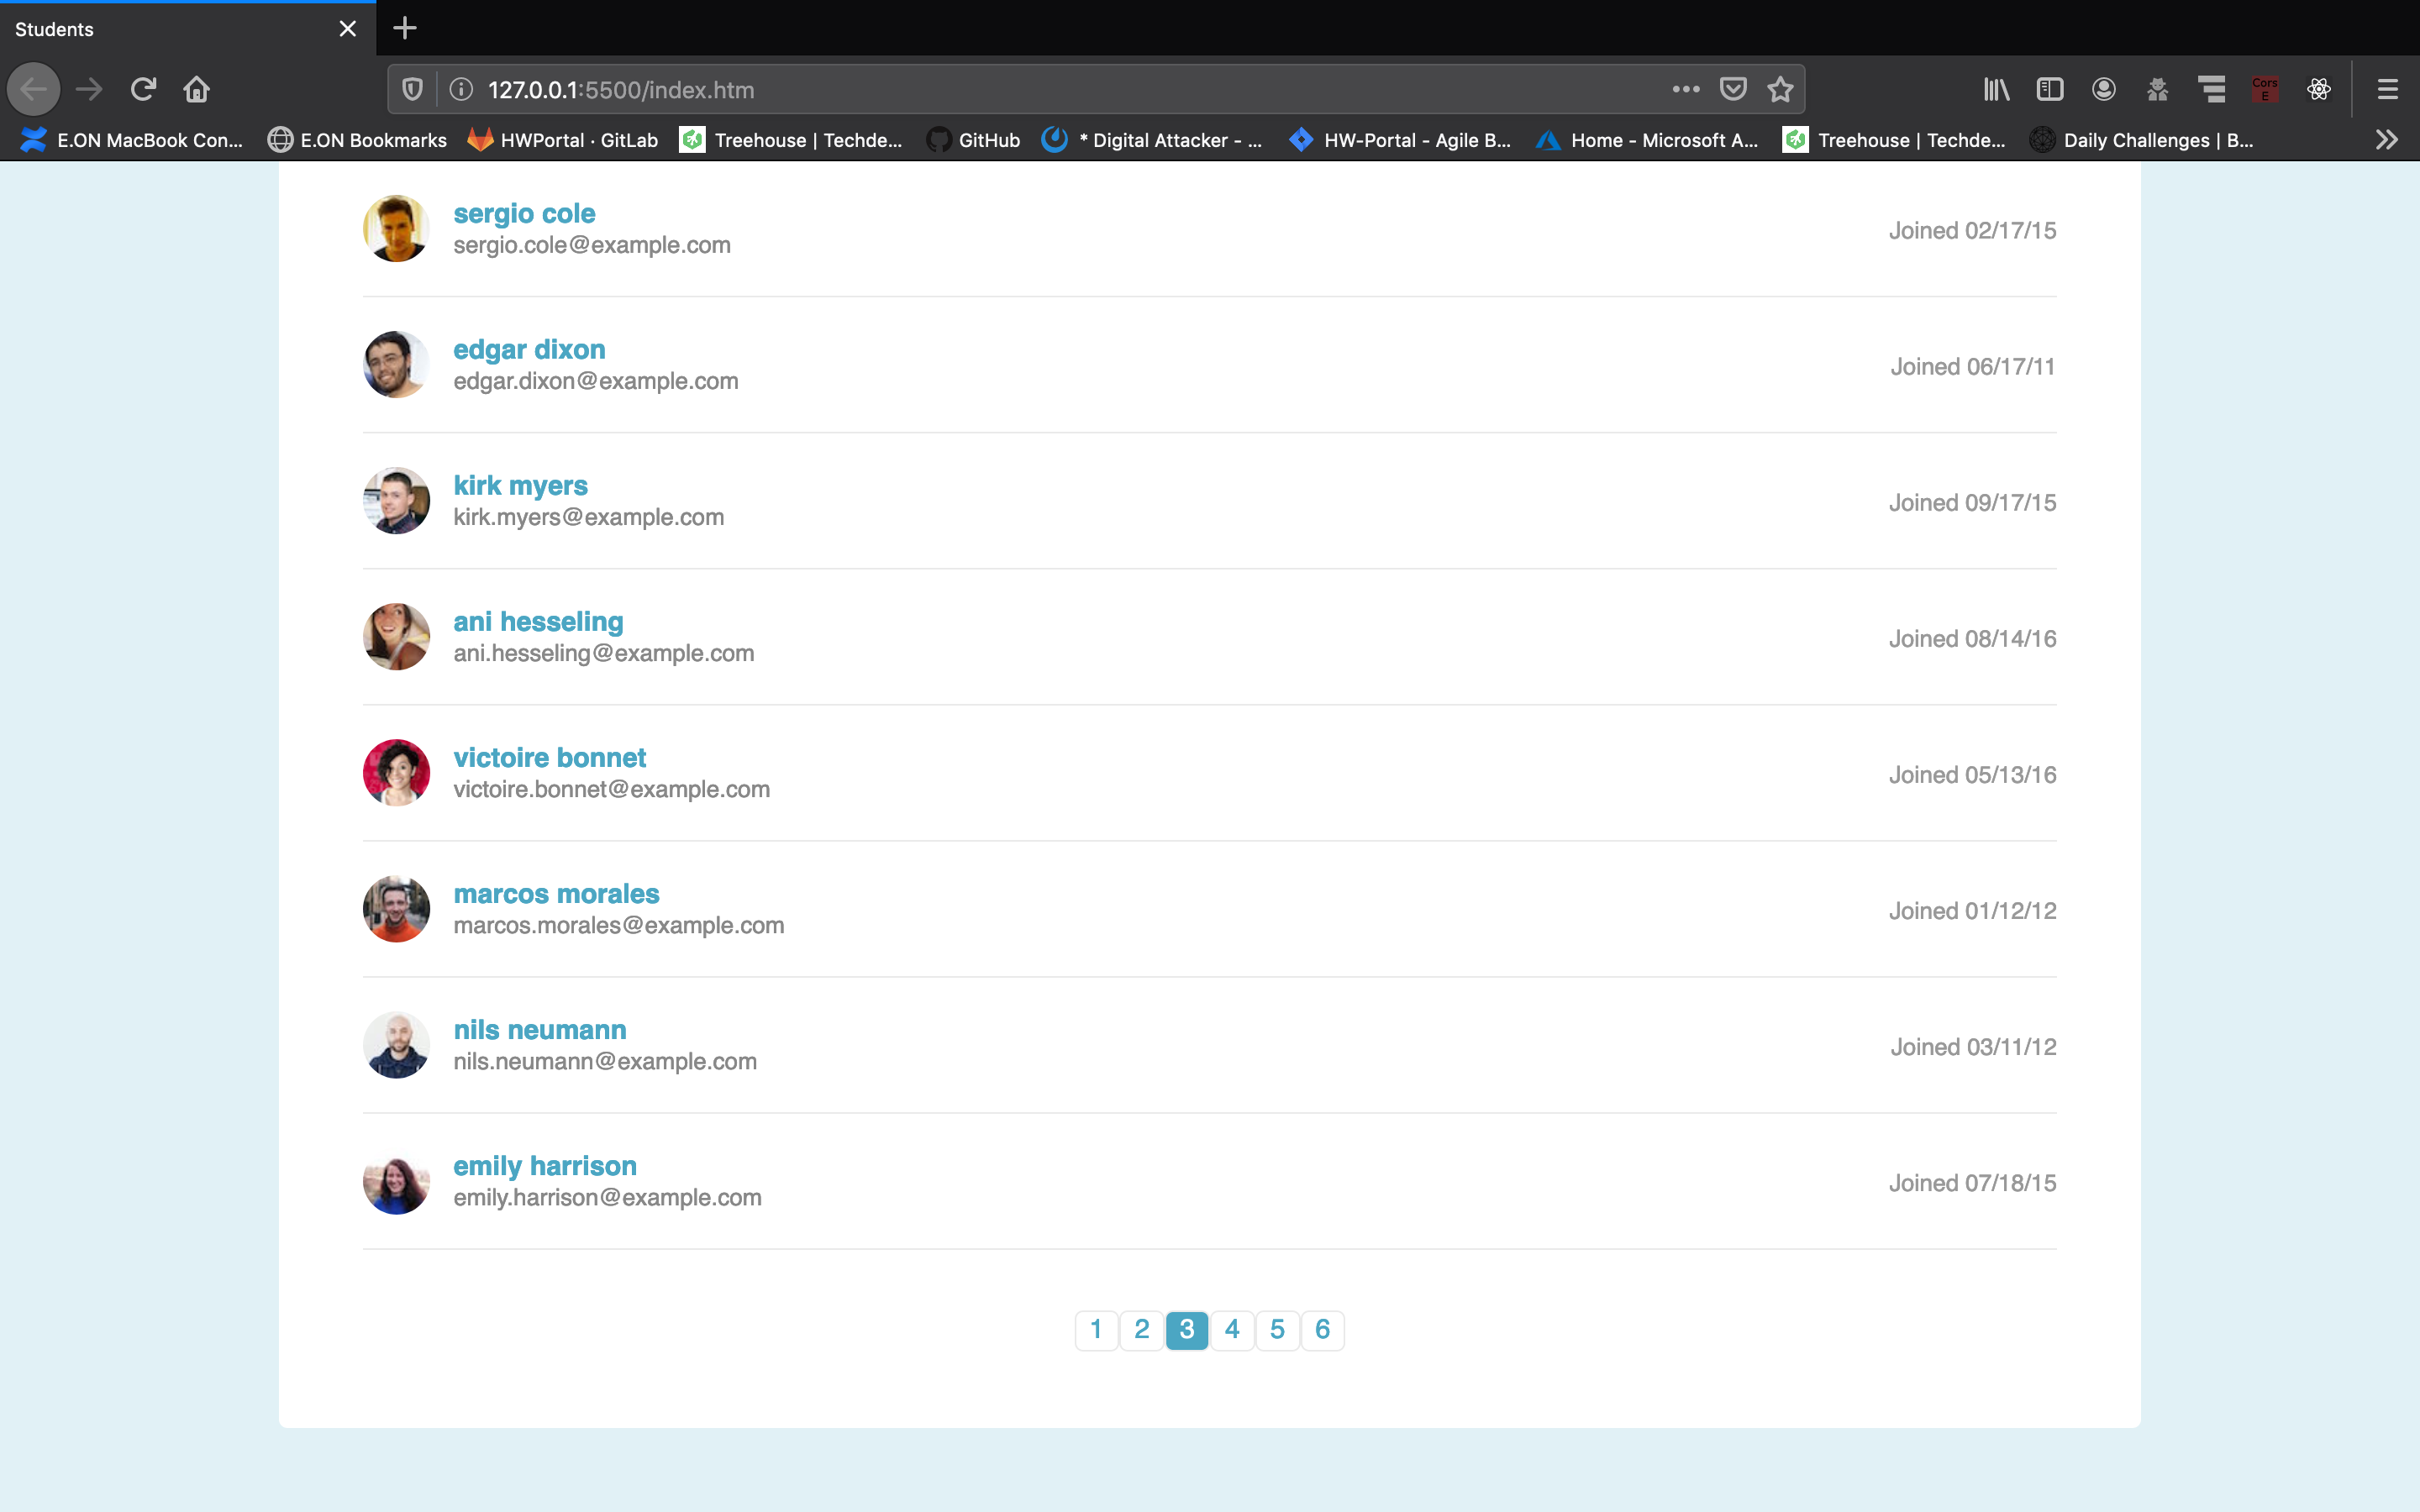 Students
127.0.0.1:5500/index.htm
Cors
E
E.ON MacBook Con... E.ON Bookmarks HWPortal · GitLab Treehouse | Techde... GitHub * Digital Attacker - ... HW-Portal - Agile B... Home - Microsoft A... Treehouse | Techde... Daily Challenges | B...
sergio cole
sergio.cole@example.com
Joined 02/17/15
edgar dixon
edgar.dixon@example.com
Joined 06/17/11
kirk myers
kirk.myers@example.com
Joined 09/17/15
ani hesseling
ani.hesseling@example.com
Joined 08/14/16
victoire bonnet
victoire.bonnet@example.com
Joined 05/13/16
marcos morales
marcos.morales@example.com
Joined 01/12/12
nils neumann
nils.neumann@example.com
Joined 03/11/12
emily harrison
emily.harrison@example.com
Joined 07/18/15
1 2 3 4 5 6